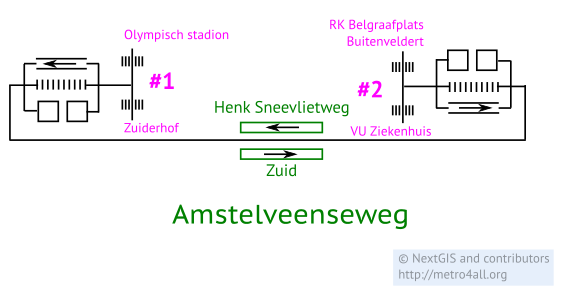 Olympisch stadion
#1
Zuiderhof
RK Belgraafplats
Buitenveldert
#2
VU Ziekenhuis
Henk Sneevlietweg
Zuid
Amstelveenseweg
© NextGIS and contributors
http://metro4all.org